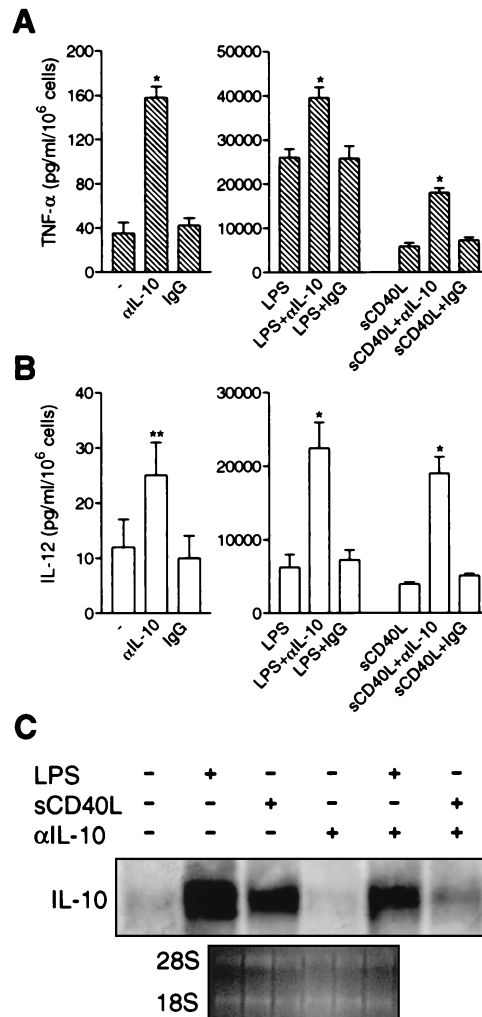 A
TNF-α (pg/ml/10⁶ cells)
200
160
120
80
40
0
*
-
αIL-10
IgG
50000
40000
30000
20000
10000
0
*
*
LPS
LPS+αIL-10
LPS+IgG
sCD40L
sCD40L+αIL-10
sCD40L+IgG
B
IL-12 (pg/ml/10⁶ cells)
40
30
20
10
0
**
-
αIL-10
IgG
30000
20000
10000
0
*
*
LPS
LPS+αIL-10
LPS+IgG
sCD40L
sCD40L+αIL-10
sCD40L+IgG
C
LPS - + - - + -
sCD40L - - + - - +
αIL-10 - - - + + +
IL-10
28S
18S